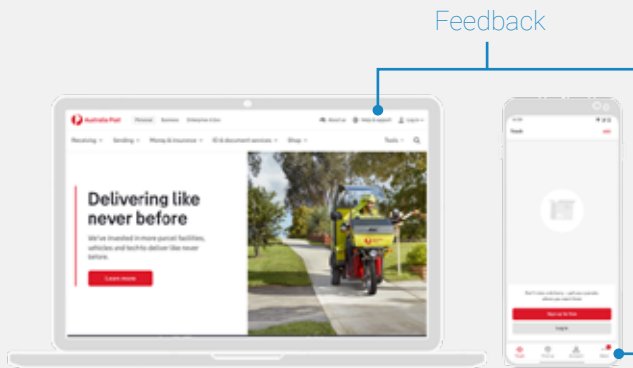 Feedback
Australia Post Personal Business Enterprise & Gov About us Help & support Log in
Receiving Sending Money & insurance ID & document services Shop Tools
Delivering like
never before
We've invested in more parcel facilities,
vehicles and tech to deliver like never
before.
Learn more
Track
Sign up for free
Log in
Track